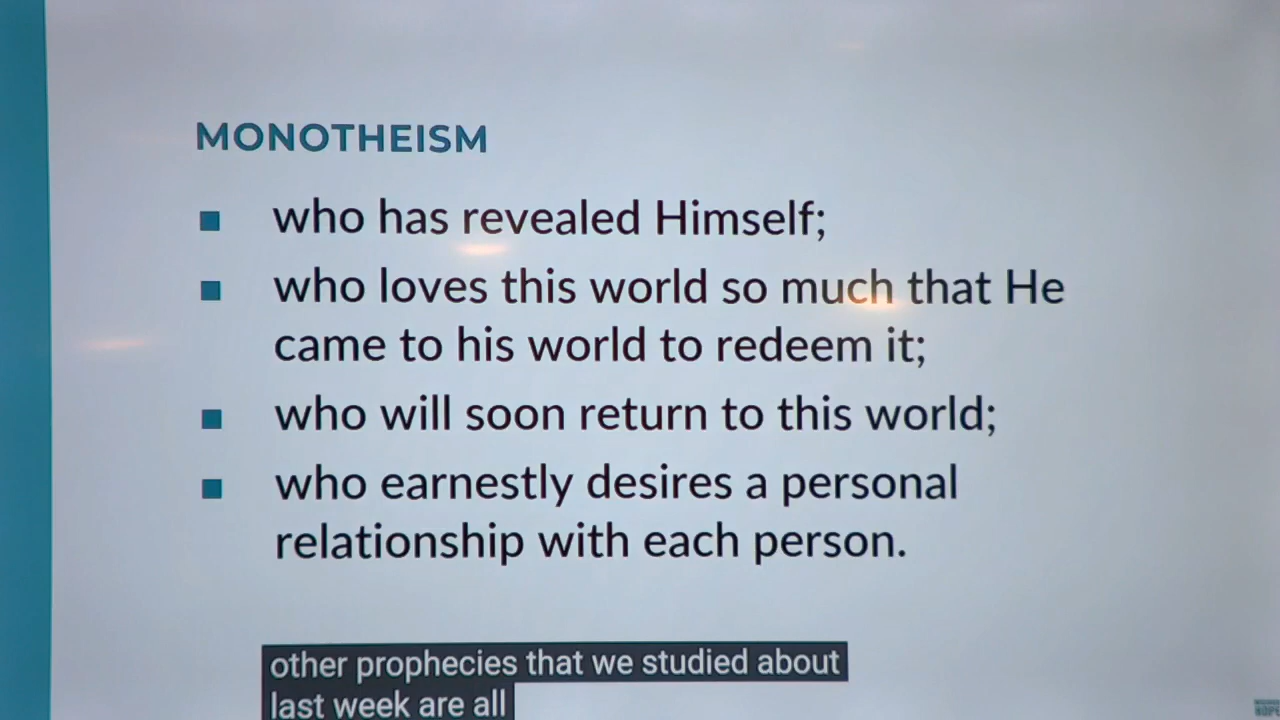 MONOTHEISM
who has revealed Himself;
who loves this world so much that He
came to his world to redeem it;
who will soon return to this world;
who earnestly desires a personal
relationship with each person.
other prophecies that we studied about
last week are all